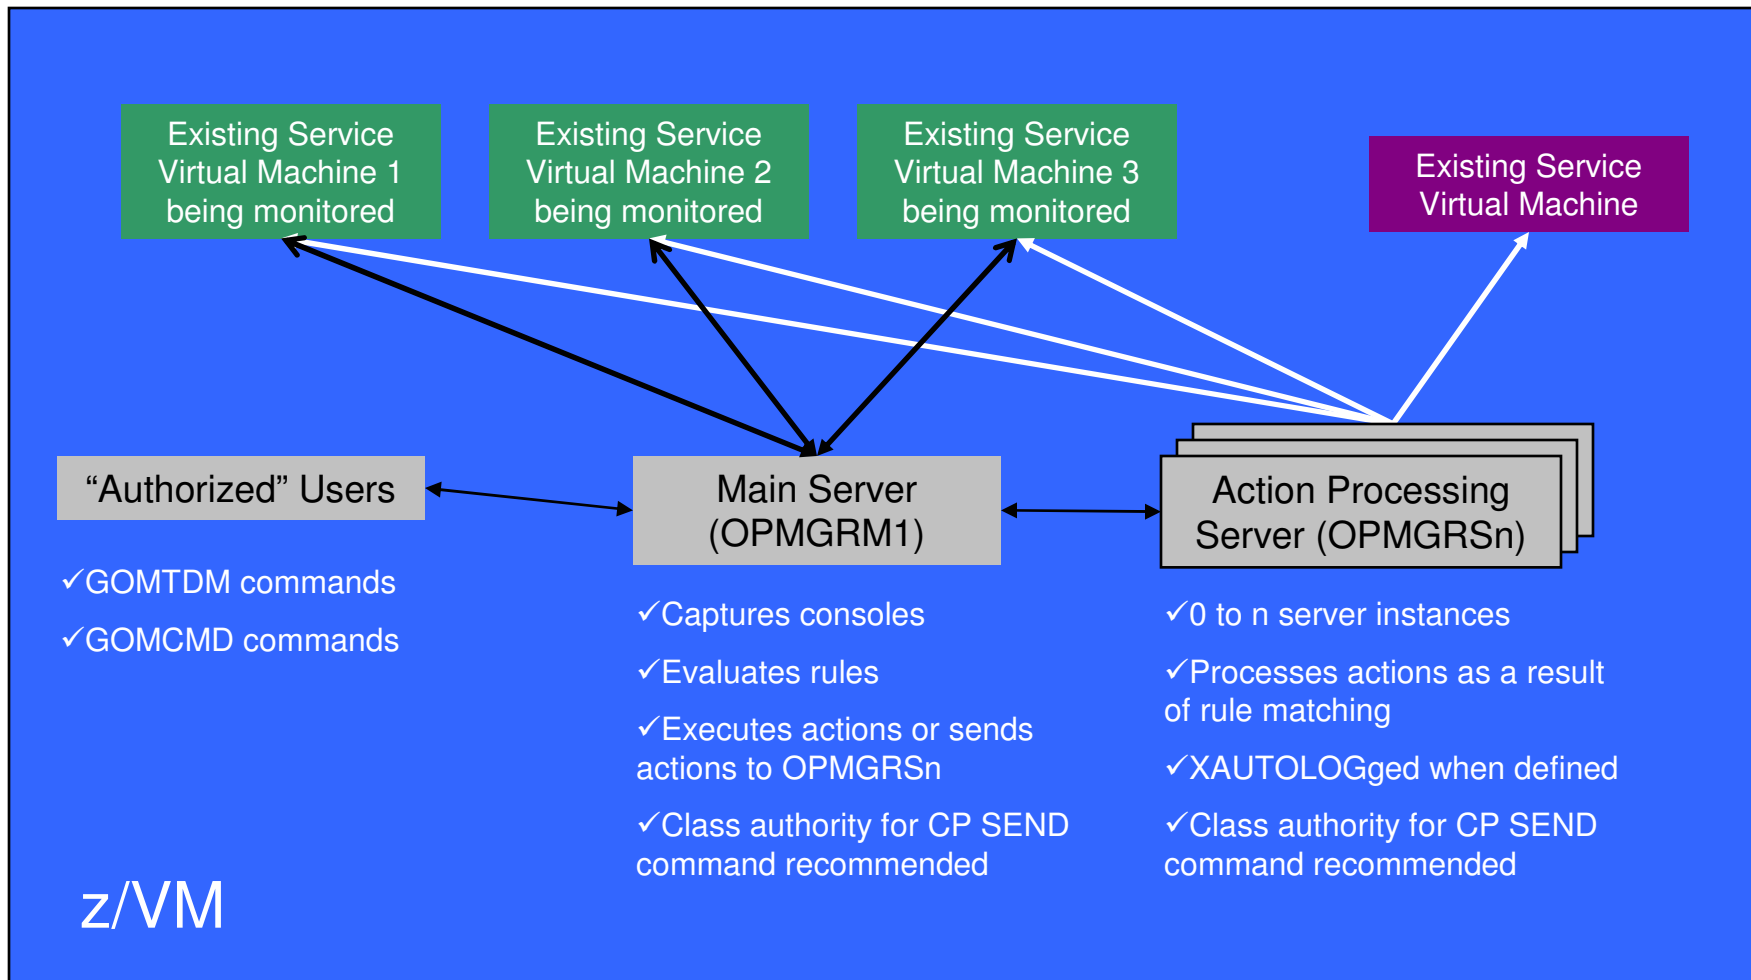 Existing Service
Virtual Machine 1
being monitored
Existing Service
Virtual Machine 2
being monitored
Existing Service
Virtual Machine 3
being monitored
Existing Service
Virtual Machine
“Authorized” Users
✓GOMTDM commands
✓GOMCMD commands
Main Server
(OPMGRM1)
✓Captures consoles
✓Evaluates rules
✓Executes actions or sends
actions to OPMGRSn
✓Class authority for CP SEND
command recommended
Action Processing
Server (OPMGRSn)
✓0 to n server instances
✓Processes actions as a result
of rule matching
✓XAUTOLOGged when defined
✓Class authority for CP SEND
command recommended
z/VM